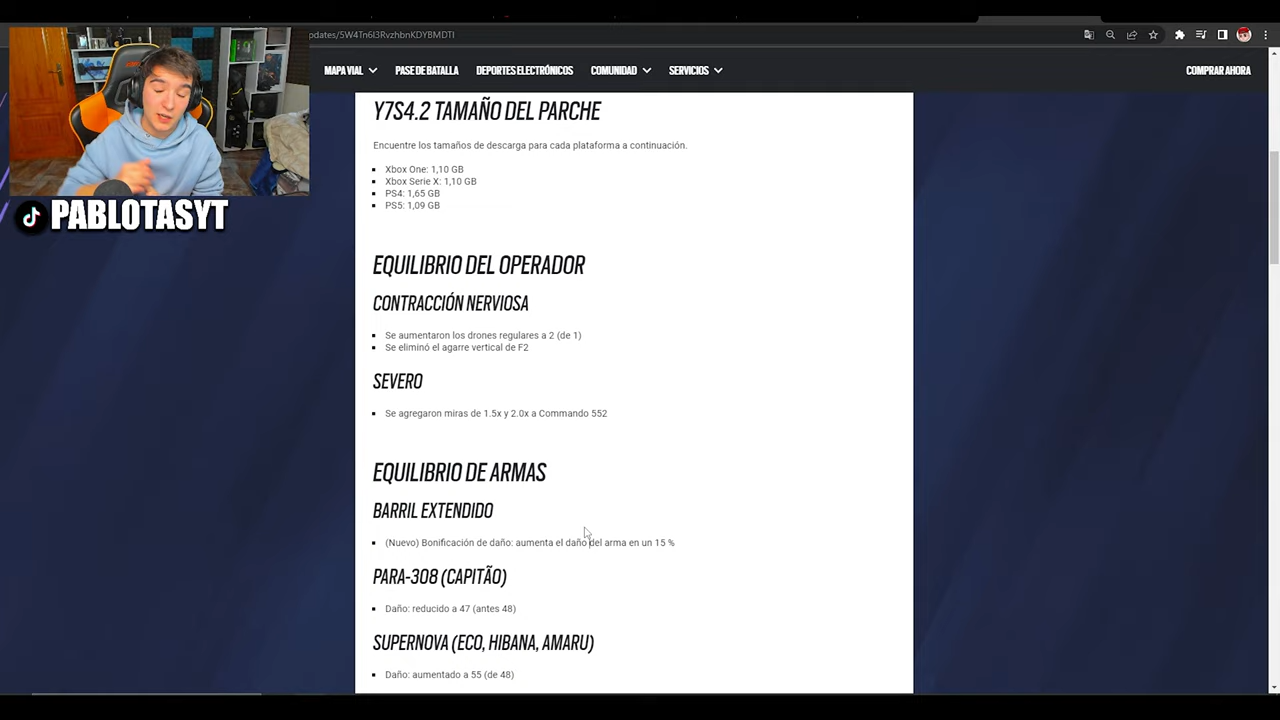 pdates/5W4Tn6I3RvzhbnKDYBMDTI
MAPA VIAL
PASE DE BATALLA
DEPORTES ELECTRÓNICOS
COMUNIDAD
SERVICIOS
COMPRAR AHORA
PABLOTASYT
Y7S4.2 TAMAÑO DEL PARCHE
Encuentre los tamaños de descarga para cada plataforma a continuación.
Xbox One: 1,10 GB
Xbox Serie X: 1,10 GB
PS4: 1,65 GB
PS5: 1,09 GB
EQUILIBRIO DEL OPERADOR
CONTRACCIÓN NERVIOSA
Se aumentaron los drones regulares a 2 (de 1)
Se eliminó el agarre vertical de F2
SEVERO
Se agregaron miras de 1.5x y 2.0x a Commando 552
EQUILIBRIO DE ARMAS
BARRIL EXTENDIDO
(Nuevo) Bonificación de daño: aumenta el daño del arma en un 15 %
PARA-308 (CAPITÃO)
Daño: reducido a 47 (antes 48)
SUPERNOVA (ECO, HIBANA, AMARU)
Daño: aumentado a 55 (de 48)